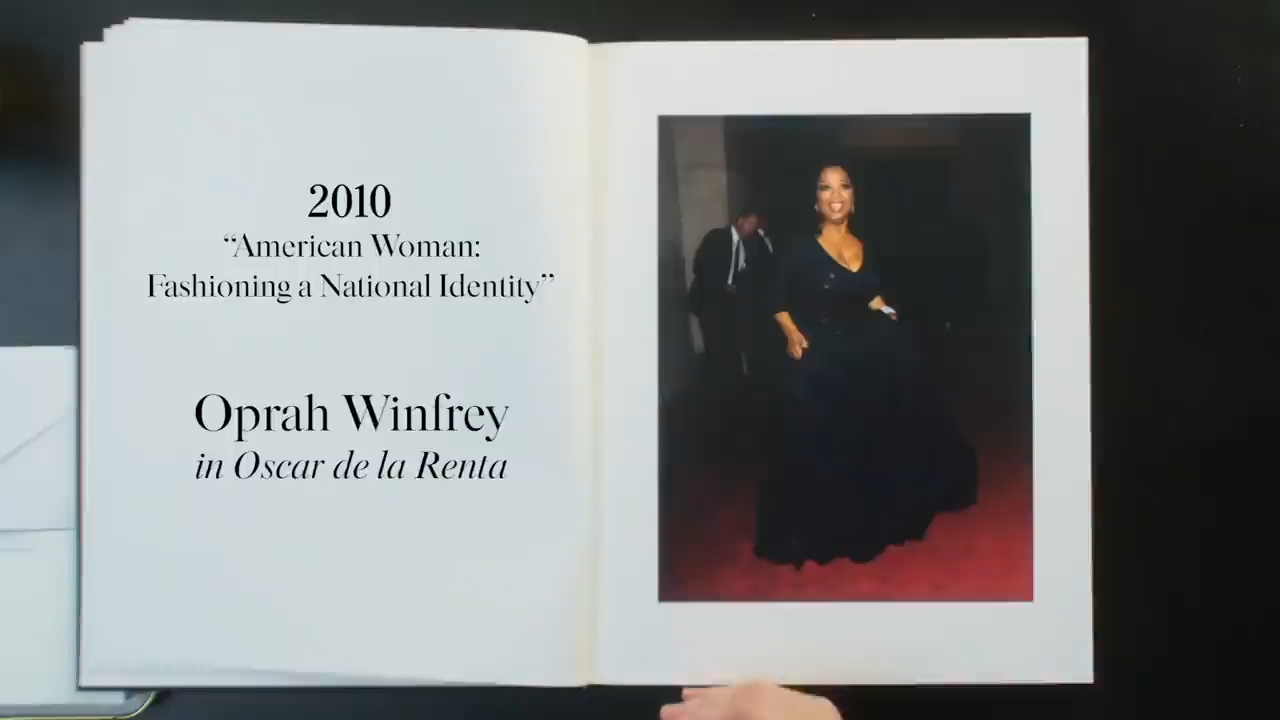 2010
“American Woman:
Fashioning a National Identity”
Oprah Winfrey
in Oscar de la Renta